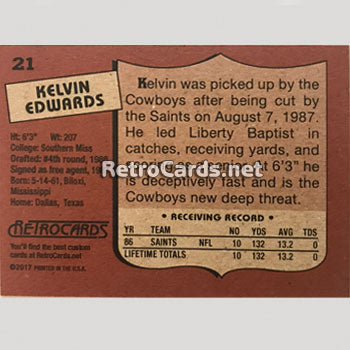 21
KELVIN
EDWARDS
Ht: 6'3" Wt: 207
College: Southern Miss
Drafted: #4th round,
Signed as free agent,
Born: 5-14-61, Biloxi,
Mississippi
Home: Dallas, Texas
RETROCARDS
You'll find the best custom
cards at RetroCards.net
©2017 PRINTED IN THE U.S.A.
Kelvin was picked up by the
Cowboys after being cut by
the Saints on August 7, 1987.
He led Liberty Baptist in
catches, receiving yards, and
At 6'3" he
is deceptively fast and is the
Cowboys new deep threat.
• RECEIVING RECORD •
YR TEAM NO YDS AVG TDS
86 SAINTS NFL 10 132 13.2 0
LIFETIME TOTALS 10 132 13.2 0
RetroCards.net